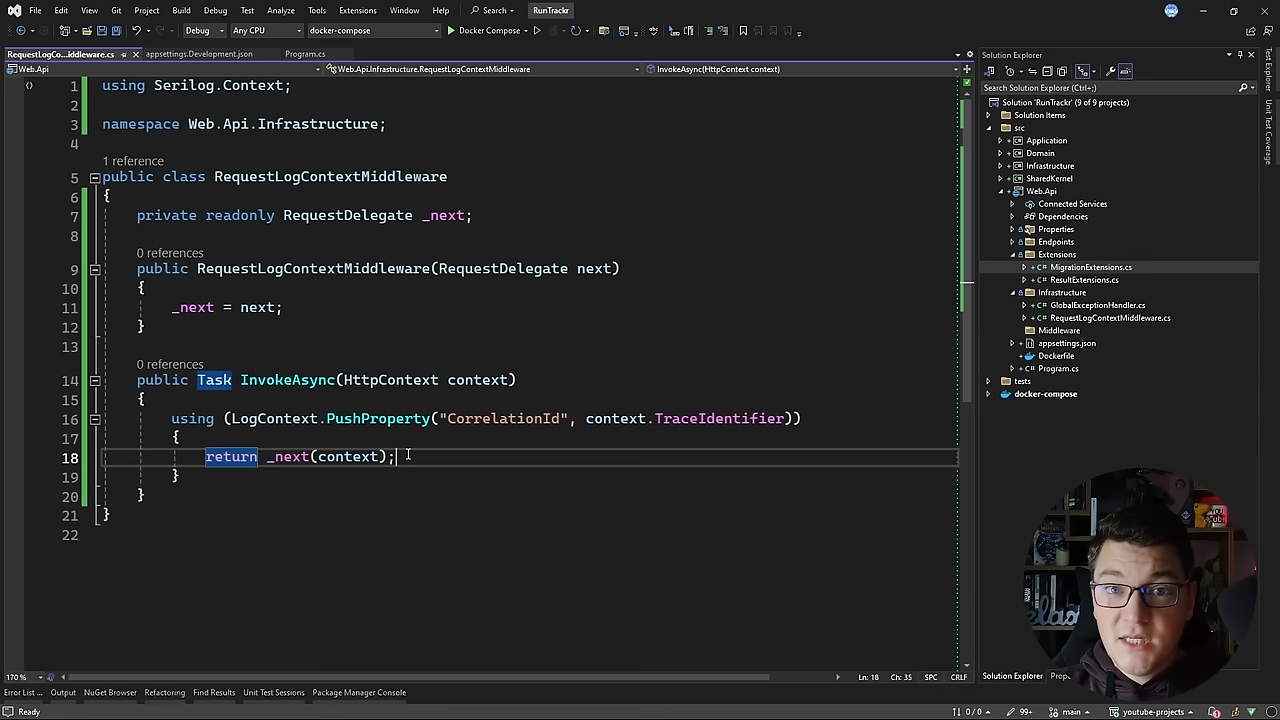 File Edit View Git Project Build Debug Test Analyze Tools Extensions Window Help Search RunTrackr
Debug Any CPU docker-compose Docker Compose
RequestLogCo...iddleware.cs appsettings.Development.json Program.cs
Web.Api Web.Api.Infrastructure.RequestLogContextMiddleware InvokeAsync(HttpContext context)
1 using Serilog.Context;
2
3 namespace Web.Api.Infrastructure;
4
1 reference
5 public class RequestLogContextMiddleware
6 {
7 private readonly RequestDelegate _next;
8
0 references
9 public RequestLogContextMiddleware(RequestDelegate next)
10 {
11 _next = next;
12 }
13
0 references
14 public Task InvokeAsync(HttpContext context)
15 {
16 using (LogContext.PushProperty("CorrelationId", context.TraceIdentifier))
17 {
18 return _next(context);
19 }
20 }
21 }
22
170 % Ln: 18 Ch: 35 SPC CRLF
Error List ... Output NuGet Browser Refactoring Find Results Unit Test Sessions Package Manager Console
Ready 0 / 0 99+ main youtube-projects
Solution Explorer
Search Solution Explorer (Ctrl+;)
Solution 'RunTrackr' (9 of 9 projects)
Solution Items
src
Application
Domain
Infrastructure
SharedKernel
Web.Api
Connected Services
Dependencies
Properties
Endpoints
Extensions
MigrationExtensions.cs
ResultExtensions.cs
Infrastructure
GlobalExceptionHandler.cs
RequestLogContextMiddleware.cs
Middleware
appsettings.json
Dockerfile
Program.cs
tests
docker-compose
Solution Explorer
Test Explorer
Unit Test Coverage